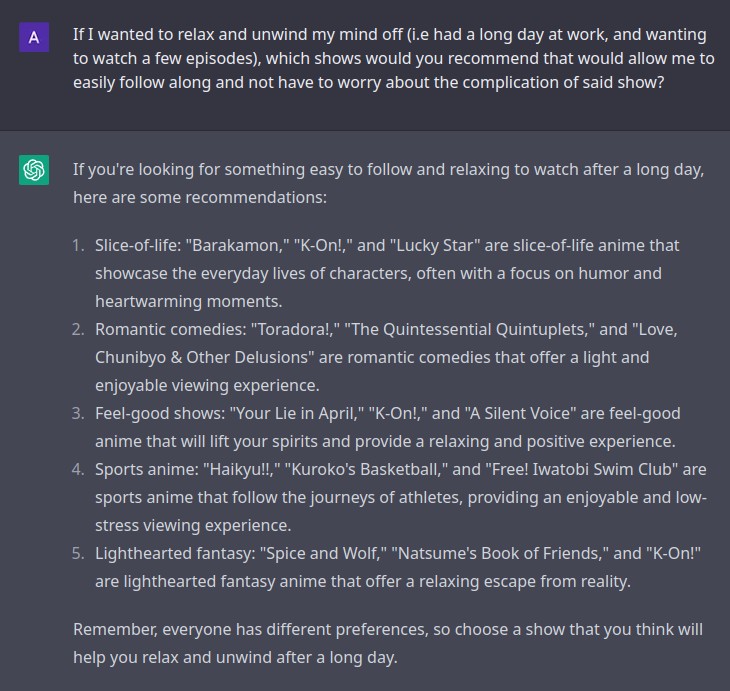 A
If I wanted to relax and unwind my mind off (i.e had a long day at work, and wanting
to watch a few episodes), which shows would you recommend that would allow me to
easily follow along and not have to worry about the complication of said show?
If you're looking for something easy to follow and relaxing to watch after a long day,
here are some recommendations:
1. Slice-of-life: "Barakamon," "K-On!," and "Lucky Star" are slice-of-life anime that
showcase the everyday lives of characters, often with a focus on humor and
heartwarming moments.
2. Romantic comedies: "Toradora!," "The Quintessential Quintuplets," and "Love,
Chunibyo & Other Delusions" are romantic comedies that offer a light and
enjoyable viewing experience.
3. Feel-good shows: "Your Lie in April," "K-On!," and "A Silent Voice" are feel-good
anime that will lift your spirits and provide a relaxing and positive experience.
4. Sports anime: "Haikyu!!," "Kuroko's Basketball," and "Free! Iwatobi Swim Club" are
sports anime that follow the journeys of athletes, providing an enjoyable and low-
stress viewing experience.
5. Lighthearted fantasy: "Spice and Wolf," "Natsume's Book of Friends," and "K-On!"
are lighthearted fantasy anime that offer a relaxing escape from reality.
Remember, everyone has different preferences, so choose a show that you think will
help you relax and unwind after a long day.